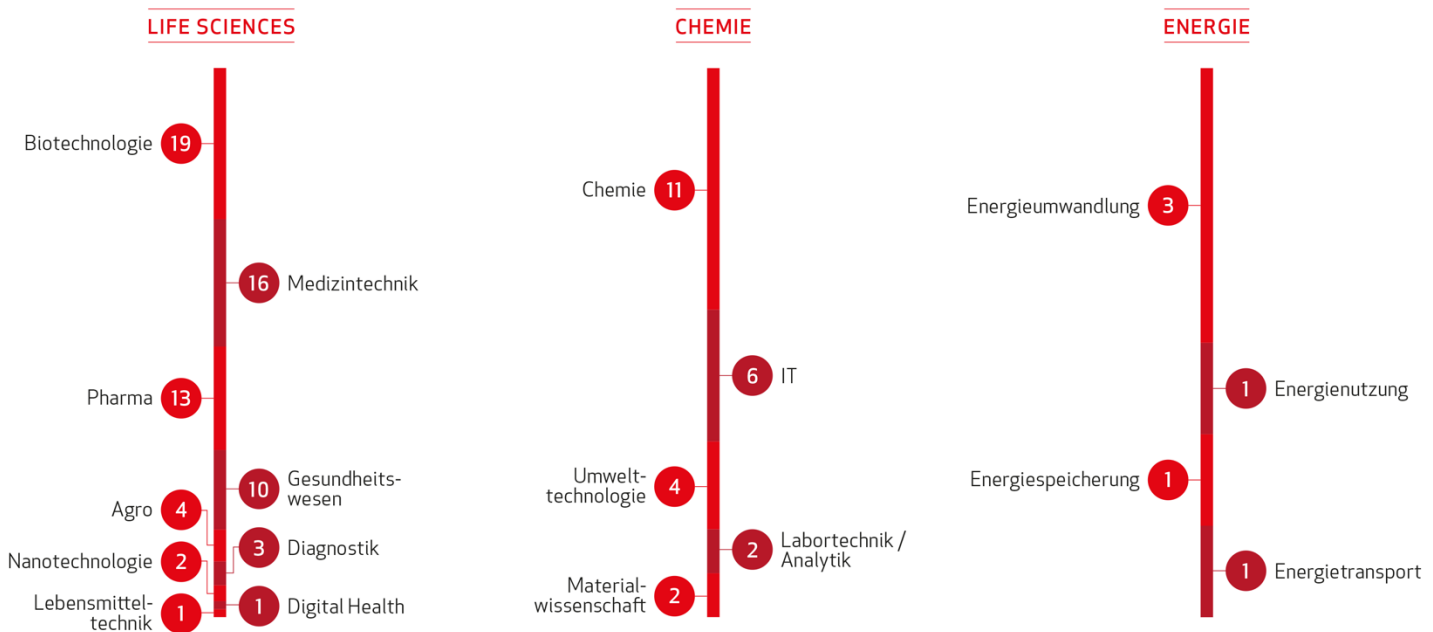 LIFE SCIENCES
Biotechnologie 19
16 Medizintechnik
Pharma 13
10 Gesundheits-
wesen
Agro 4
3 Diagnostik
Nanotechnologie 2
1 Digital Health
Lebensmittel-
technik 1
CHEMIE
Chemie 11
6 IT
Umwelt-
technologie 4
2 Labortechnik /
Analytik
Material-
wissenschaft 2
ENERGIE
Energieumwandlung 3
1 Energienutzung
Energiespeicherung 1
1 Energietransport